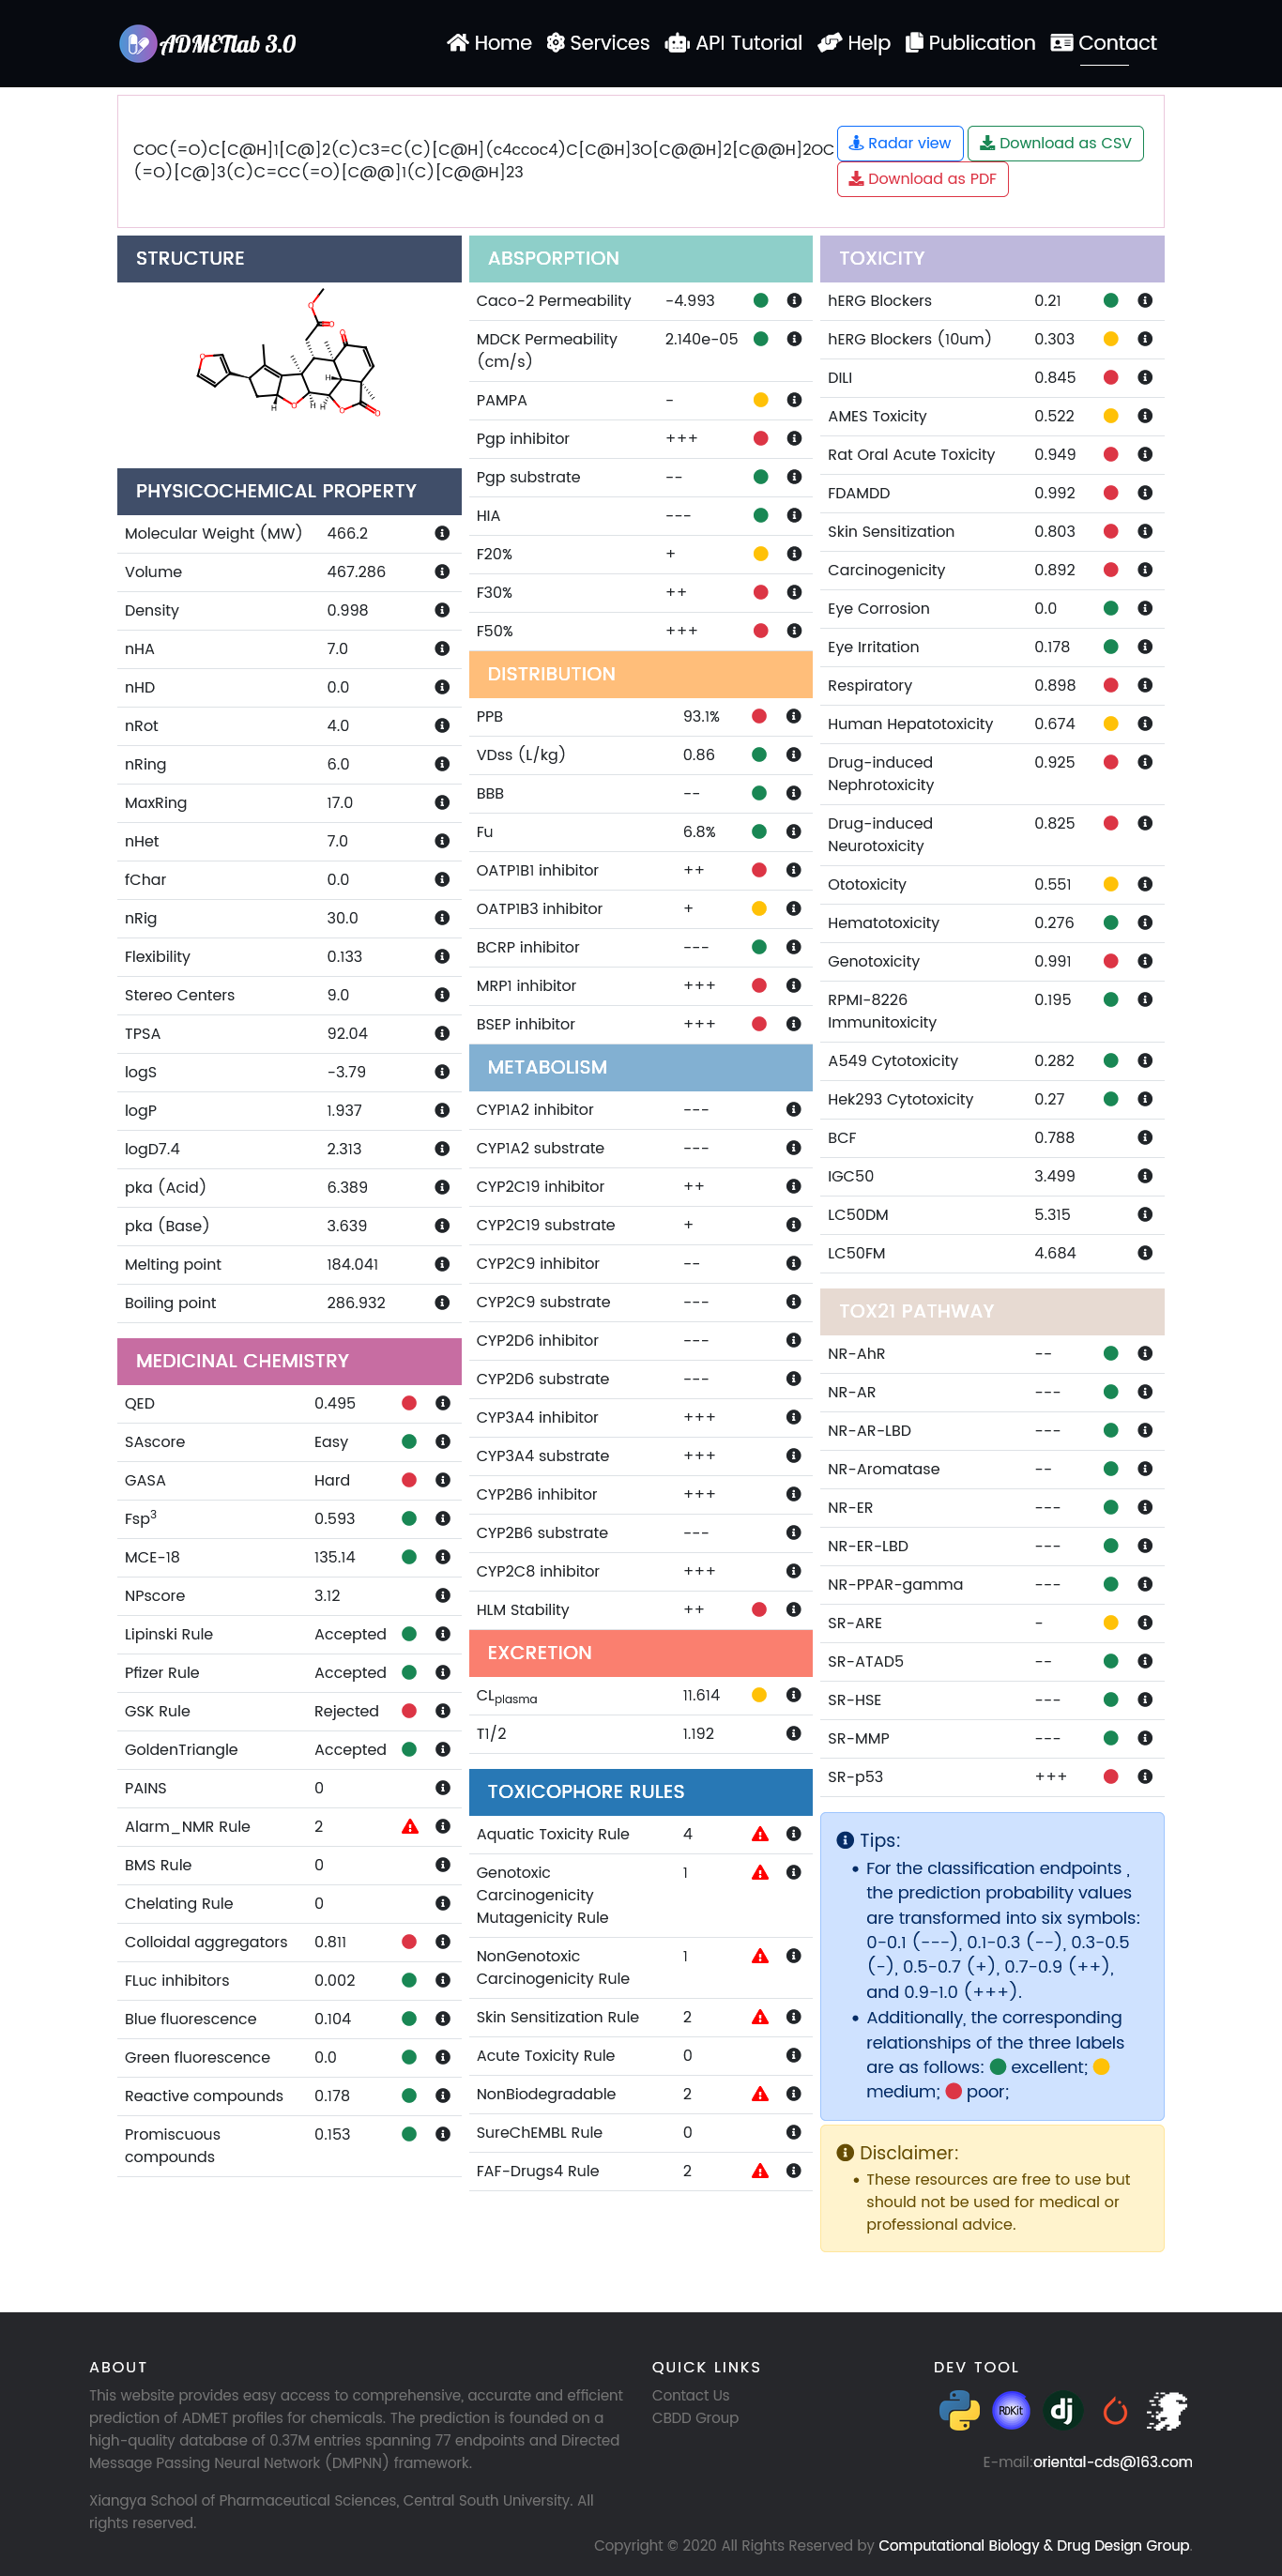 ADMETlab 3.0
Home Services API Tutorial Help Publication Contact
COC(=O)C[C@H]1[C@]2(C)C3=C(C)[C@H](c4ccoc4)C[C@H]3O[C@@H]2[C@@H]2OC
(=O)[C@]3(C)C=CC(=O)[C@@]1(C)[C@@H]23
Radar view Download as CSV
Download as PDF
STRUCTURE
O
O
O
O
O
O
O
H
H
H
H
PHYSICOCHEMICAL PROPERTY
Molecular Weight (MW) 466.2
Volume 467.286
Density 0.998
nHA 7.0
nHD 0.0
nRot 4.0
nRing 6.0
MaxRing 17.0
nHet 7.0
fChar 0.0
nRig 30.0
Flexibility 0.133
Stereo Centers 9.0
TPSA 92.04
logS -3.79
logP 1.937
logD7.4 2.313
pka (Acid) 6.389
pka (Base) 3.639
Melting point 184.041
Boiling point 286.932
MEDICINAL CHEMISTRY
QED 0.495
SAscore Easy
GASA Hard
Fsp3 0.593
MCE-18 135.14
NPscore 3.12
Lipinski Rule Accepted
Pfizer Rule Accepted
GSK Rule Rejected
GoldenTriangle Accepted
PAINS 0
Alarm_NMR Rule 2
BMS Rule 0
Chelating Rule 0
Colloidal aggregators 0.811
FLuc inhibitors 0.002
Blue fluorescence 0.104
Green fluorescence 0.0
Reactive compounds 0.178
Promiscuous 0.153
compounds
ABSPORPTION
Caco-2 Permeability -4.993
MDCK Permeability 2.140e-05
(cm/s)
PAMPA -
Pgp inhibitor +++
Pgp substrate --
HIA ---
F20% +
F30% ++
F50% +++
DISTRIBUTION
PPB 93.1%
VDss (L/kg) 0.86
BBB --
Fu 6.8%
OATP1B1 inhibitor ++
OATP1B3 inhibitor +
BCRP inhibitor ---
MRP1 inhibitor +++
BSEP inhibitor +++
METABOLISM
CYP1A2 inhibitor ---
CYP1A2 substrate ---
CYP2C19 inhibitor ++
CYP2C19 substrate +
CYP2C9 inhibitor --
CYP2C9 substrate ---
CYP2D6 inhibitor ---
CYP2D6 substrate ---
CYP3A4 inhibitor +++
CYP3A4 substrate +++
CYP2B6 inhibitor +++
CYP2B6 substrate ---
CYP2C8 inhibitor +++
HLM Stability ++
EXCRETION
CLplasma 11.614
T1/2 1.192
TOXICOPHORE RULES
Aquatic Toxicity Rule 4
Genotoxic 1
Carcinogenicity
Mutagenicity Rule
NonGenotoxic 1
Carcinogenicity Rule
Skin Sensitization Rule 2
Acute Toxicity Rule 0
NonBiodegradable 2
SureChEMBL Rule 0
FAF-Drugs4 Rule 2
TOXICITY
hERG Blockers 0.21
hERG Blockers (10um) 0.303
DILI 0.845
AMES Toxicity 0.522
Rat Oral Acute Toxicity 0.949
FDAMDD 0.992
Skin Sensitization 0.803
Carcinogenicity 0.892
Eye Corrosion 0.0
Eye Irritation 0.178
Respiratory 0.898
Human Hepatotoxicity 0.674
Drug-induced 0.925
Nephrotoxicity
Drug-induced 0.825
Neurotoxicity
Ototoxicity 0.551
Hematotoxicity 0.276
Genotoxicity 0.991
RPMI-8226 0.195
Immunitoxicity
A549 Cytotoxicity 0.282
Hek293 Cytotoxicity 0.27
BCF 0.788
IGC50 3.499
LC50DM 5.315
LC50FM 4.684
TOX21 PATHWAY
NR-AhR --
NR-AR ---
NR-AR-LBD ---
NR-Aromatase --
NR-ER ---
NR-ER-LBD ---
NR-PPAR-gamma ---
SR-ARE -
SR-ATAD5 --
SR-HSE ---
SR-MMP ---
SR-p53 +++
Tips:
• For the classification endpoints ,
the prediction probability values
are transformed into six symbols:
0-0.1 (---), 0.1-0.3 (--), 0.3-0.5
(-), 0.5-0.7 (+), 0.7-0.9 (++),
and 0.9-1.0 (+++).
• Additionally, the corresponding
relationships of the three labels
are as follows: excellent;
medium; poor;
Disclaimer:
• These resources are free to use but
should not be used for medical or
professional advice.
ABOUT
This website provides easy access to comprehensive, accurate and efficient
prediction of ADMET profiles for chemicals. The prediction is founded on a
high-quality database of 0.37M entries spanning 77 endpoints and Directed
Message Passing Neural Network (DMPNN) framework.
Xiangya School of Pharmaceutical Sciences, Central South University. All
rights reserved.
QUICK LINKS
Contact Us
CBDD Group
DEV TOOL
RDKit dj
E-mail:oriental-cds@163.com
Copyright © 2020 All Rights Reserved by Computational Biology & Drug Design Group.